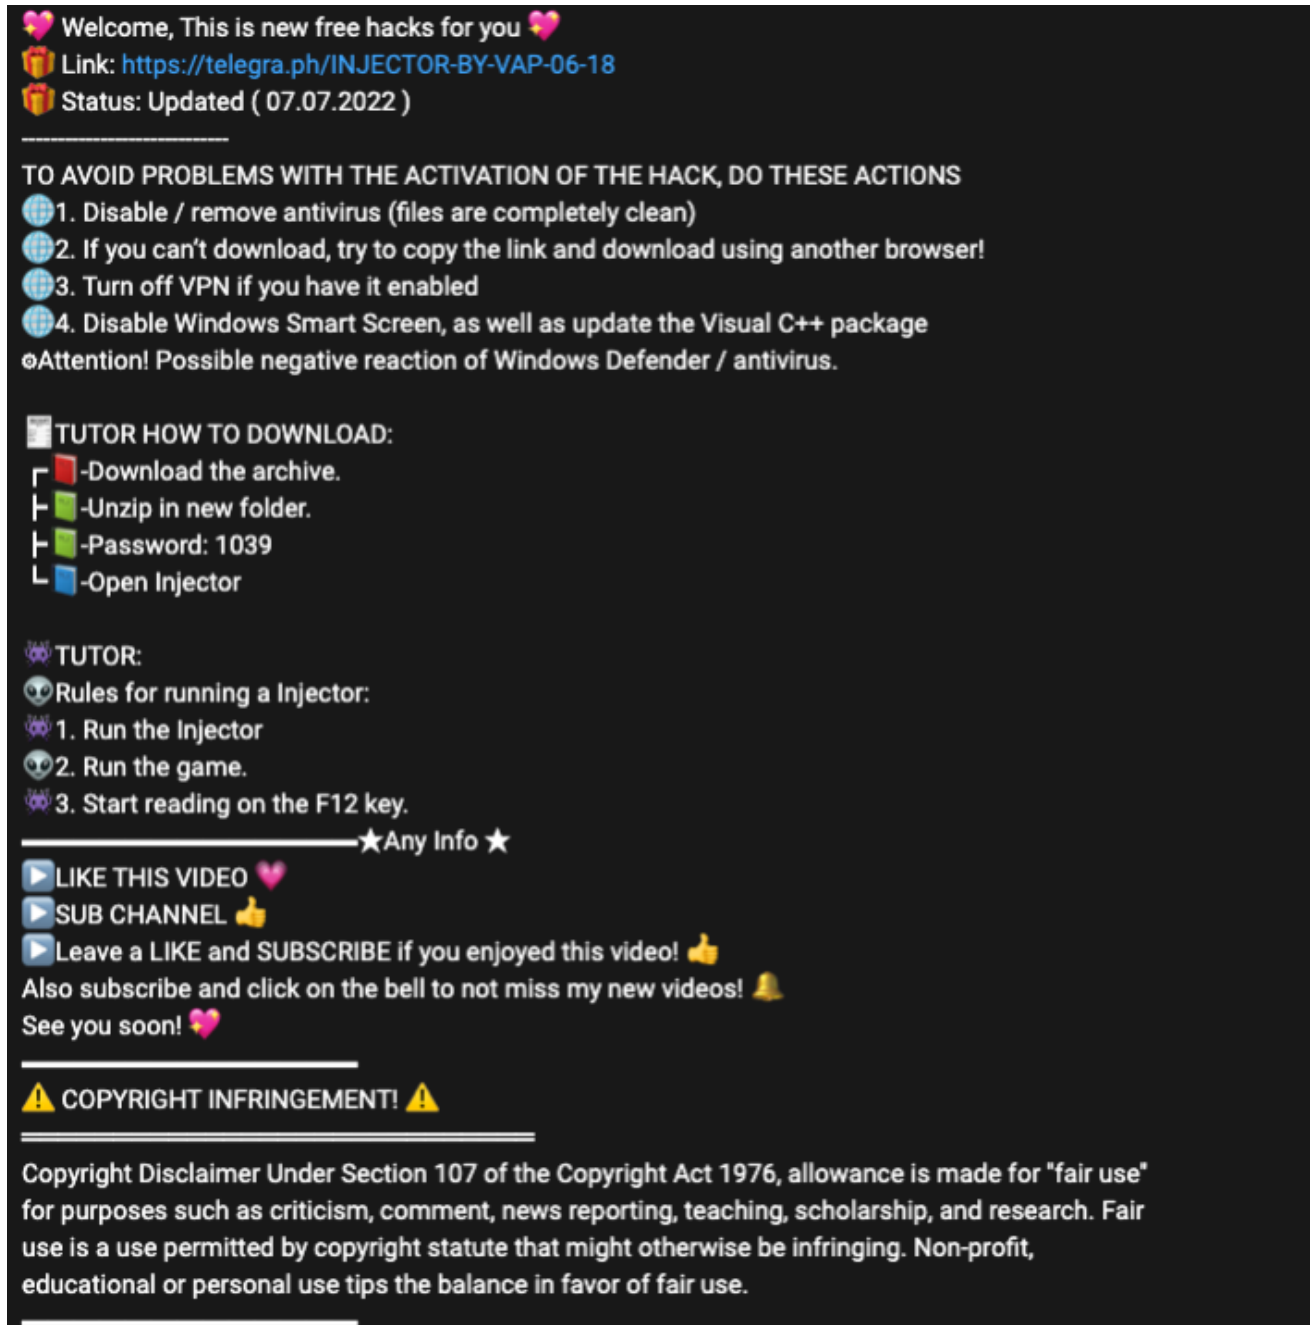 💖 Welcome, This is new free hacks for you 💖
🎁 Link: https://telegra.ph/INJECTOR-BY-VAP-06-18
🎁 Status: Updated ( 07.07.2022 )
-----------------------------
TO AVOID PROBLEMS WITH THE ACTIVATION OF THE HACK, DO THESE ACTIONS
🌐1. Disable / remove antivirus (files are completely clean)
🌐2. If you can’t download, try to copy the link and download using another browser!
🌐3. Turn off VPN if you have it enabled
🌐4. Disable Windows Smart Screen, as well as update the Visual C++ package
⚙Attention! Possible negative reaction of Windows Defender / antivirus.
🧾TUTOR HOW TO DOWNLOAD:
┏📕-Download the archive.
┣📗-Unzip in new folder.
┣📗-Password: 1039
┗📘-Open Injector
👾TUTOR:
👽Rules for running a Injector:
👾1. Run the Injector
👽2. Run the game.
👾3. Start reading on the F12 key.
▬▬▬▬▬▬▬▬▬▬▬▬★Any Info ★
▶️LIKE THIS VIDEO 💗
▶️SUB CHANNEL 👍
▶️Leave a LIKE and SUBSCRIBE if you enjoyed this video! 👍
Also subscribe and click on the bell to not miss my new videos! 🔔
See you soon! 💖
▬▬▬▬▬▬▬▬▬▬▬▬
⚠️ COPYRIGHT INFRINGEMENT! ⚠️
════════════════════════
Copyright Disclaimer Under Section 107 of the Copyright Act 1976, allowance is made for "fair use"
for purposes such as criticism, comment, news reporting, teaching, scholarship, and research. Fair
use is a use permitted by copyright statute that might otherwise be infringing. Non-profit,
educational or personal use tips the balance in favor of fair use.
▬▬▬▬▬▬▬▬▬▬▬▬